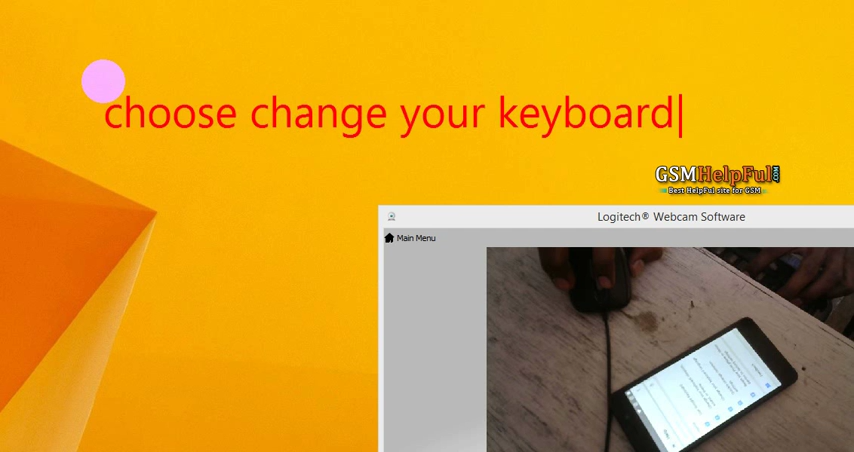 choose change your keyboard
GSMHelpFul.COM
Best HelpFul site for GSM
Logitech® Webcam Software
Main Menu